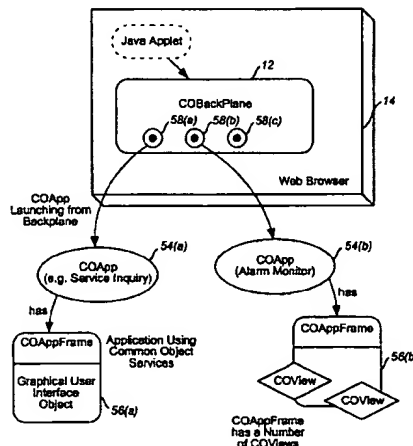 Java Applet
12
COBackPlane
58(a)
58(b)
58(c)
14
Web Browser
COApp
Launching from
Backplane
54(a)
COApp
(e.g. Service Inquiry)
54(b)
COApp
(Alarm Monitor)
has
has
COAppFrame
Graphical User
Interface
Object
Application Using
Common Object
Services
56(a)
COAppFrame
56(b
COView
COView
COAppFrame
has a Number
of COViews